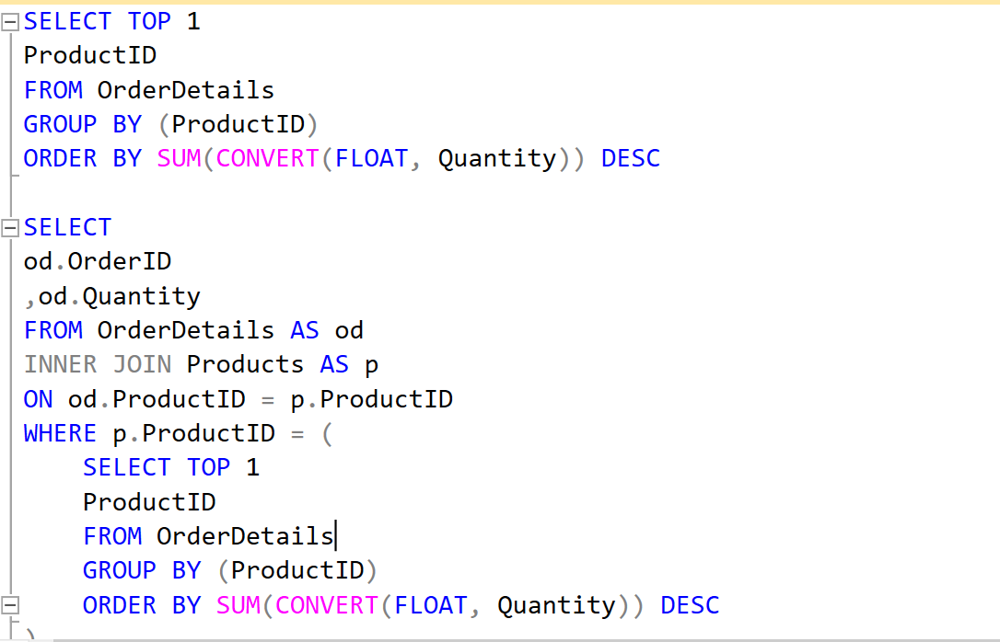 SELECT TOP 1
ProductID
FROM OrderDetails
GROUP BY (ProductID)
ORDER BY SUM(CONVERT(FLOAT, Quantity)) DESC
SELECT
od.OrderID
,od.Quantity
FROM OrderDetails AS od
INNER JOIN Products AS p
ON od.ProductID = p.ProductID
WHERE p.ProductID = (
    SELECT TOP 1
    ProductID
    FROM OrderDetails
    GROUP BY (ProductID)
    ORDER BY SUM(CONVERT(FLOAT, Quantity)) DESC
)